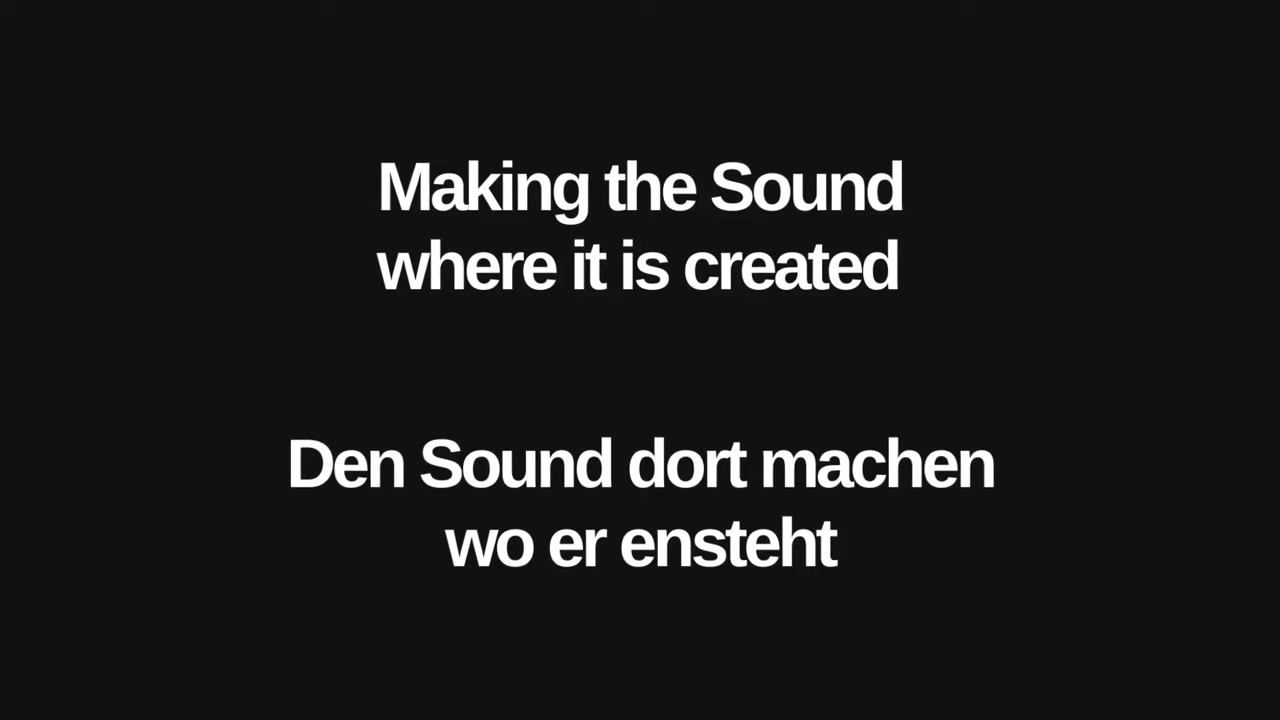 Making the Sound
where it is created
Den Sound dort machen
wo er ensteht